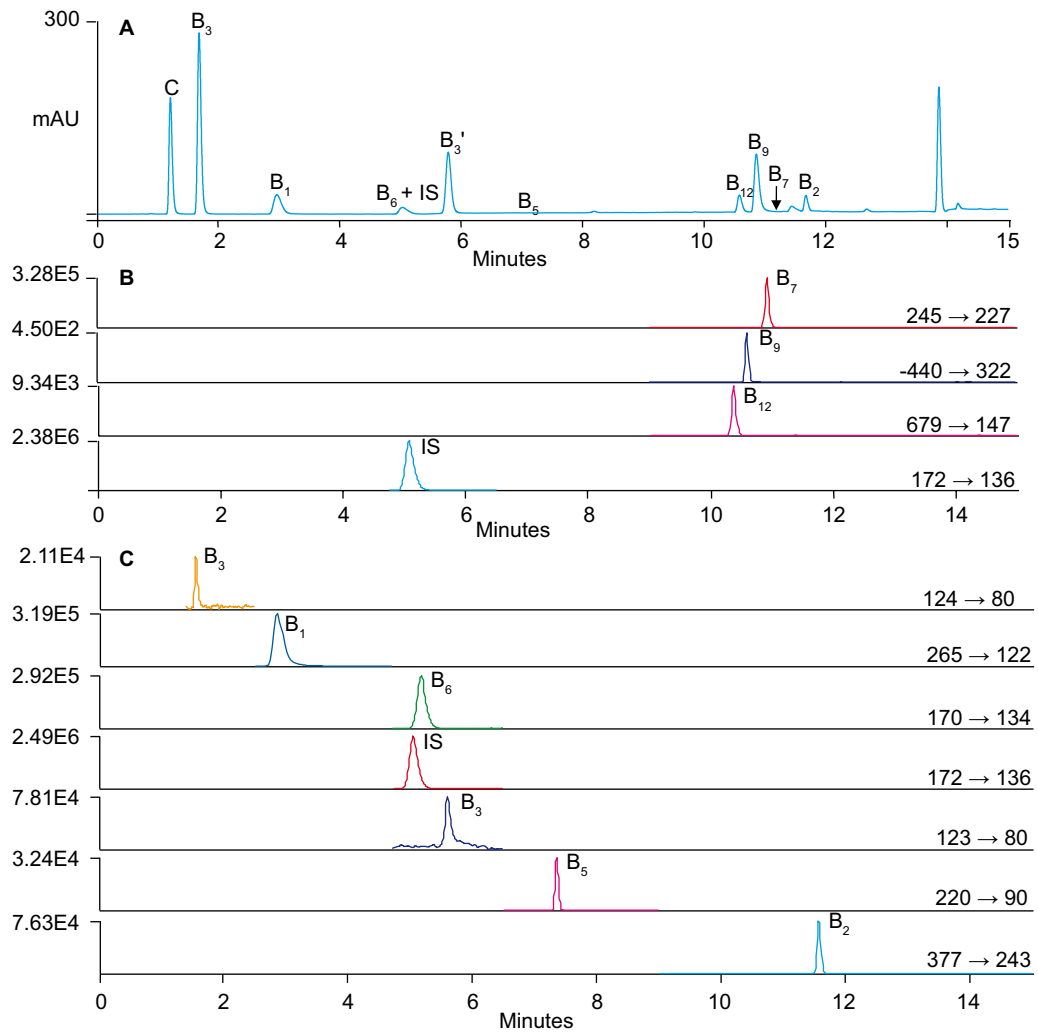 300
A
B₃
C
mAU
B₁
B₆ + IS
B₃'
B₅
B₁₂
B₉
B₇
B₂
0 2 4 6 8 10 12 15
Minutes
3.28E5
B
B₇
245 → 227
4.50E2
B₉
-440 → 322
9.34E3
B₁₂
679 → 147
2.38E6
IS
172 → 136
0 2 4 6 8 10 12 14
Minutes
2.11E4
C
B₃
124 → 80
3.19E5
B₁
265 → 122
2.92E5
B₆
170 → 134
2.49E6
IS
172 → 136
7.81E4
B₃
123 → 80
3.24E4
B₅
220 → 90
7.63E4
B₂
377 → 243
0 2 4 6 8 10 12 14
Minutes